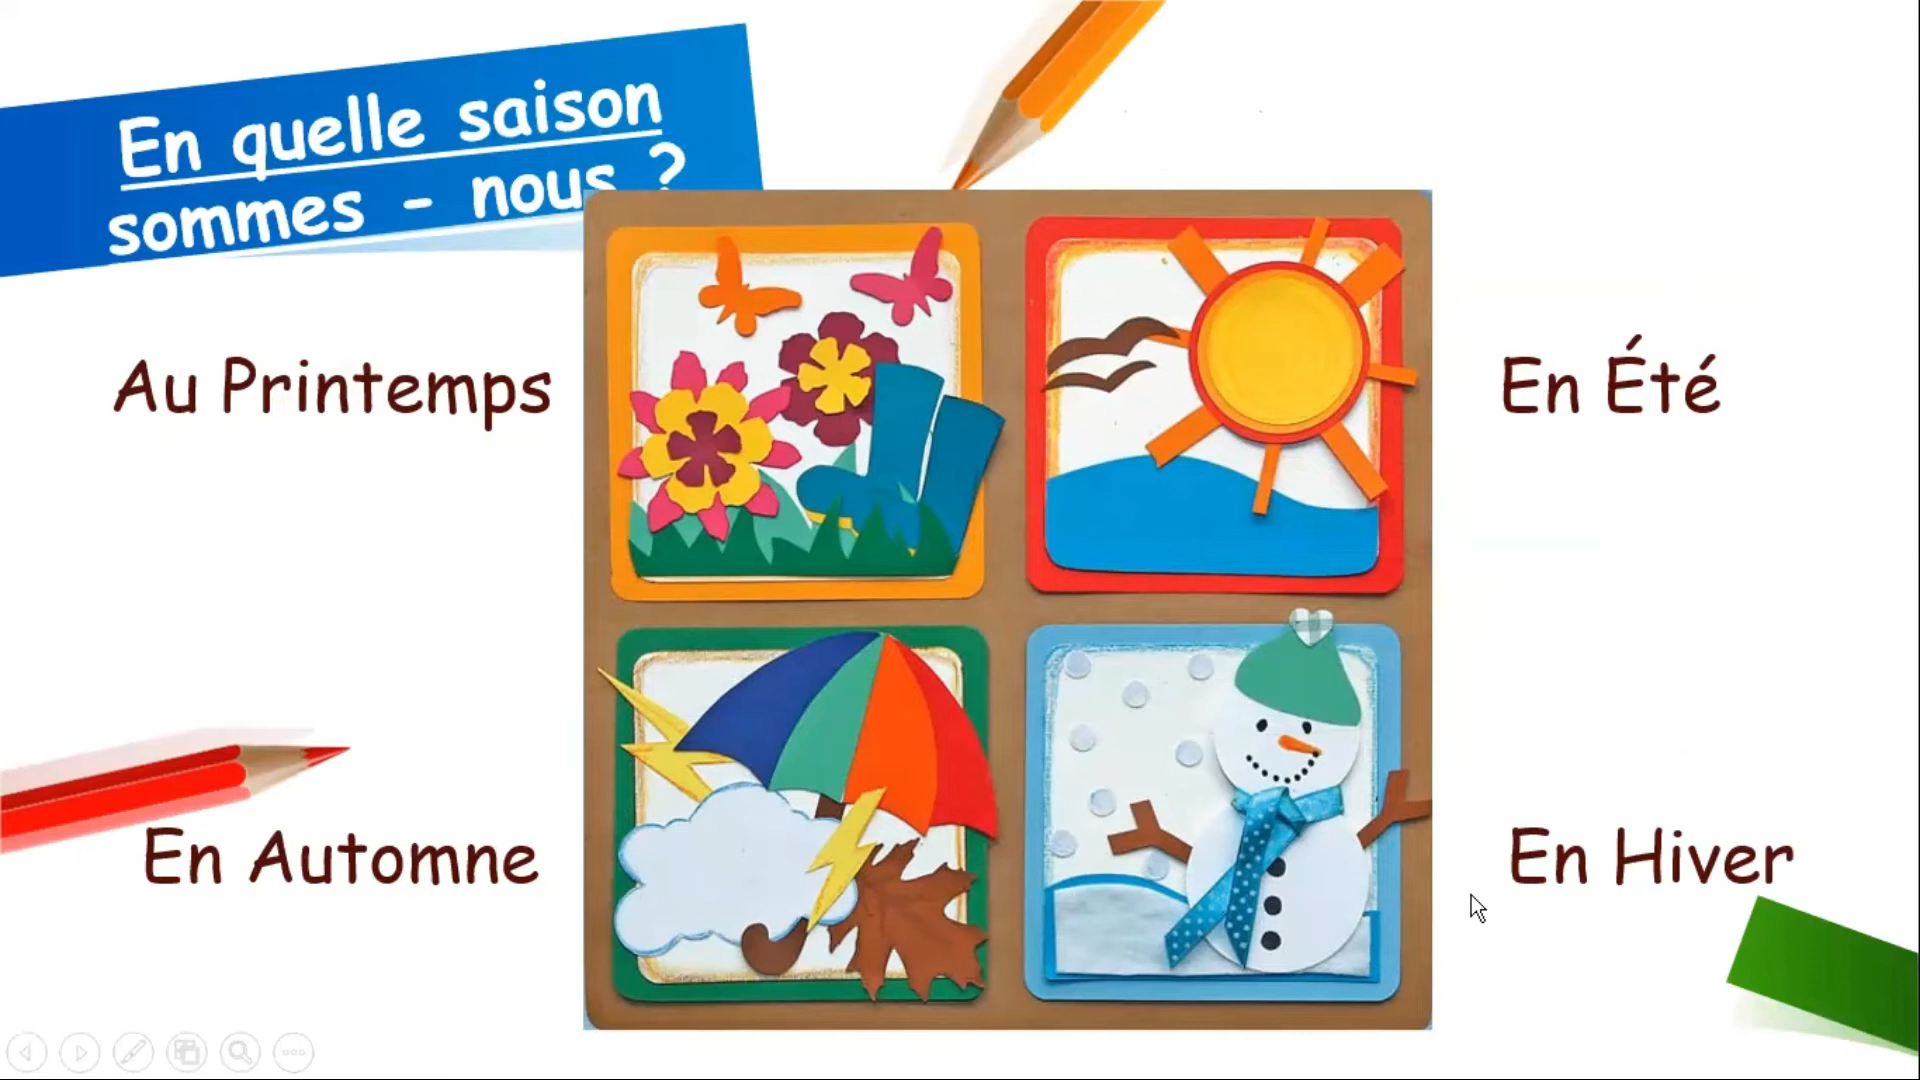 En quelle saison
sommes - nous ?
Au Printemps
En Été
En Automne
En Hiver